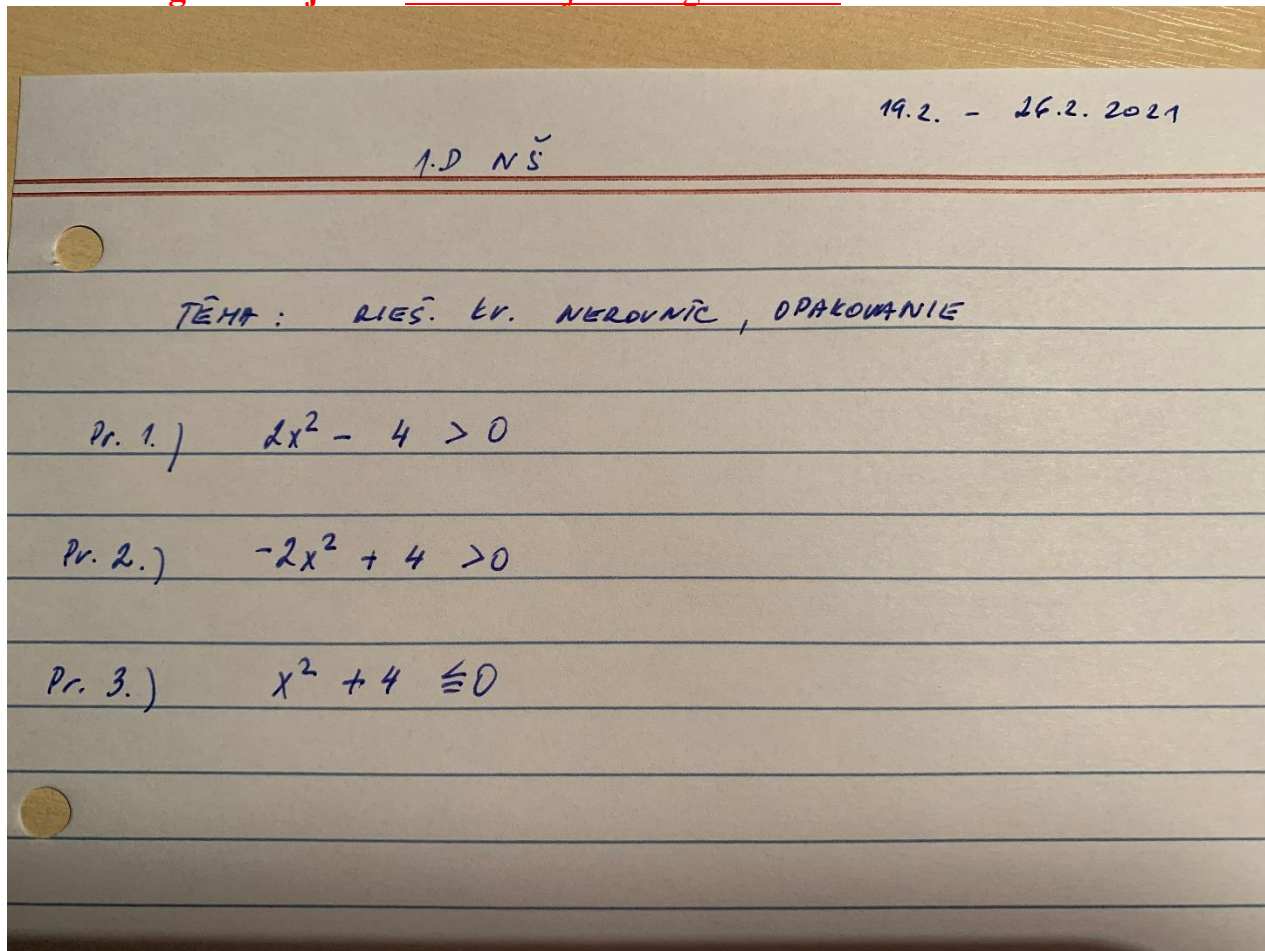 19.2. - 26.2. 2021
1.D NŠ
TÉMA: RIEŠ. kv. NEROVNÍC, OPAKOVANIE
Pr. 1.) 2x² - 4 > 0
Pr. 2.) -2x² + 4 >0
Pr. 3.) x² + 4 ≦0